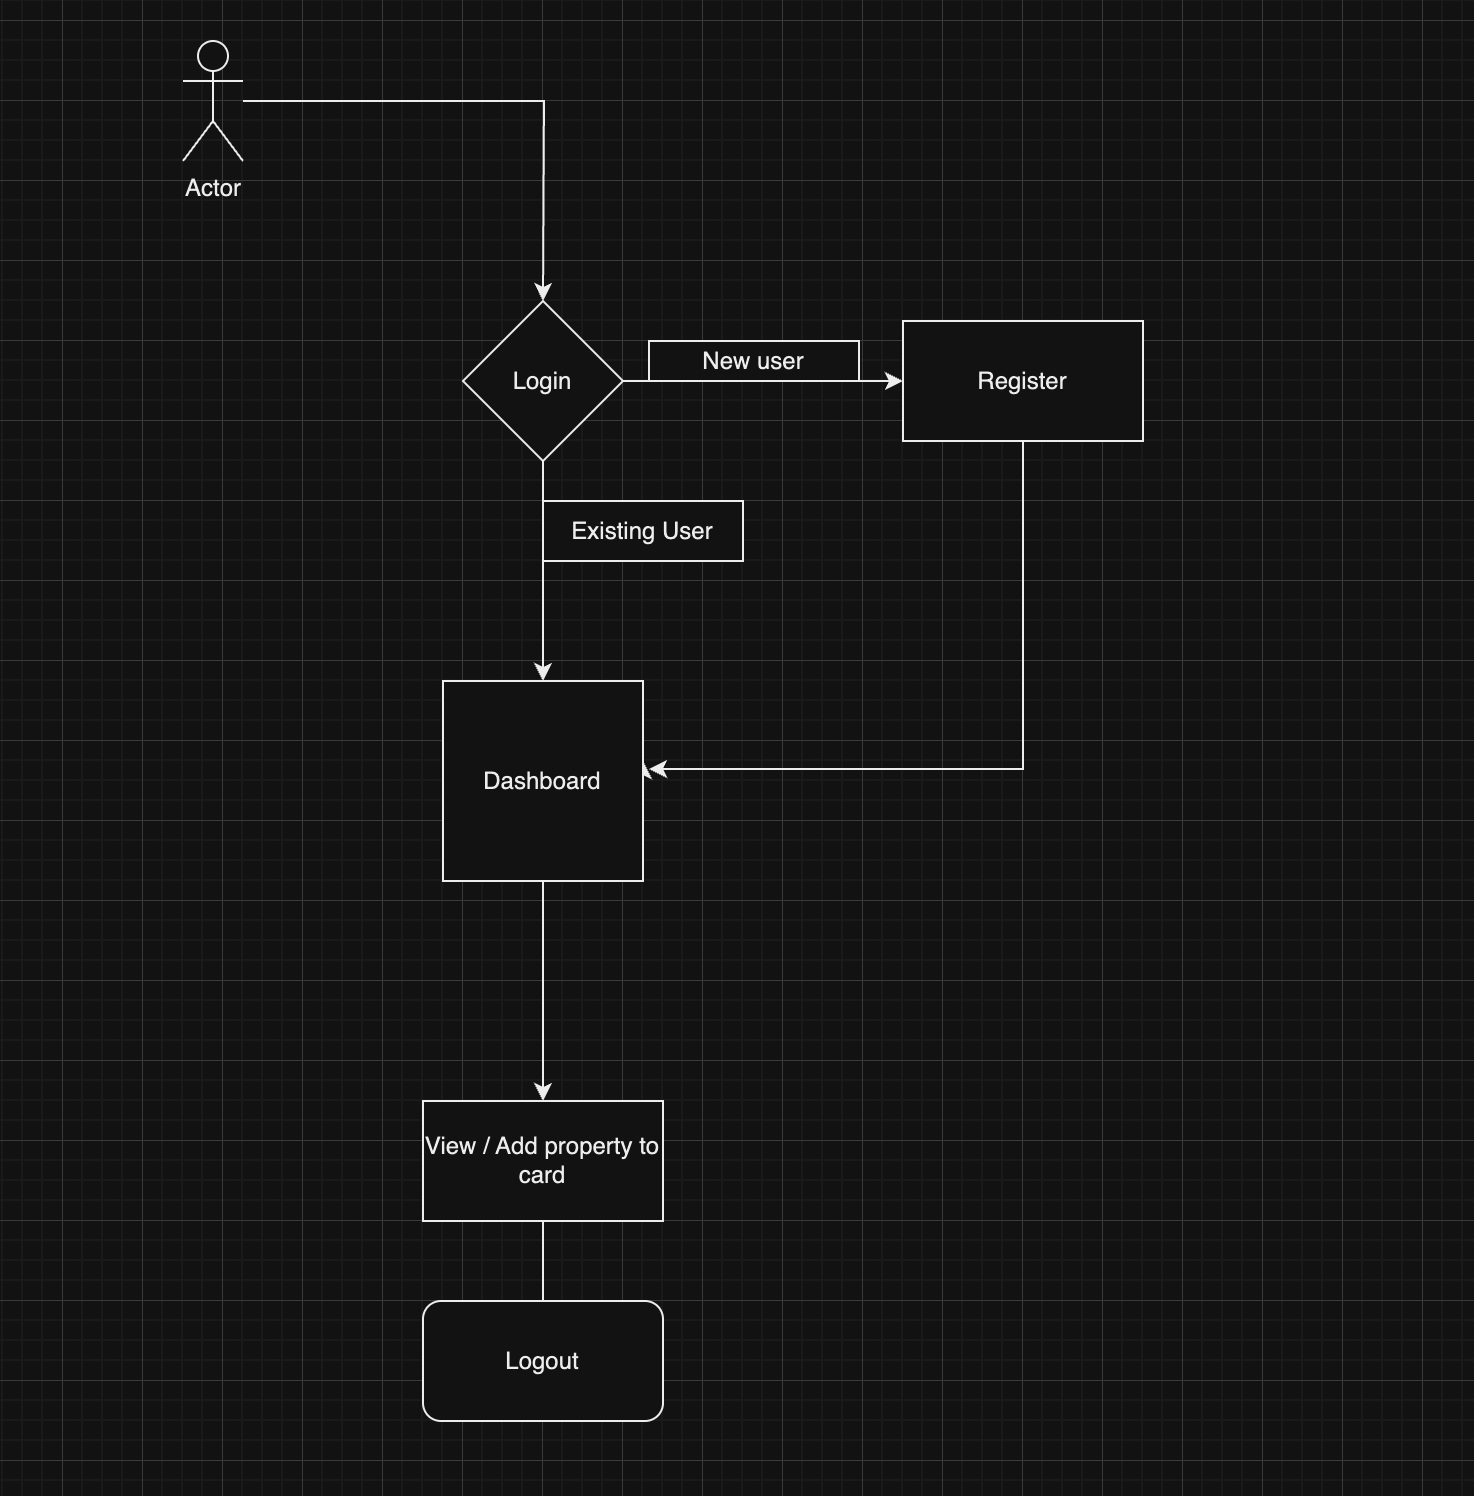 Actor
Login
New user
Register
Existing User
Dashboard
View / Add property to
card
Logout